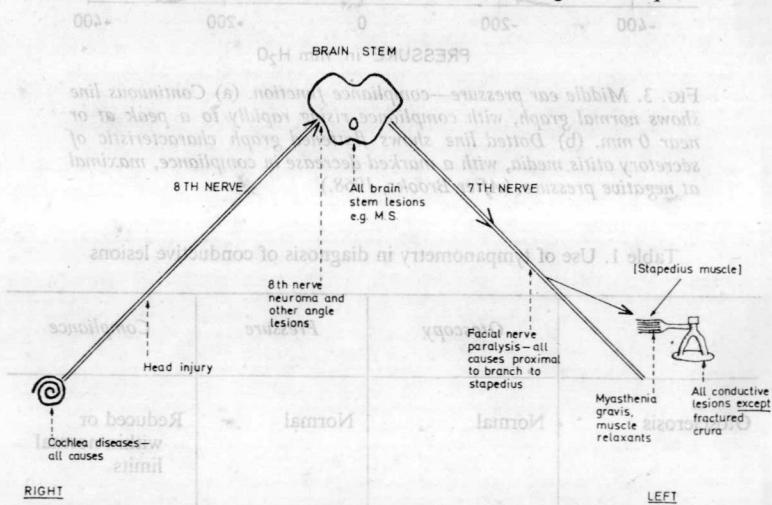 BRAIN STEM
8TH NERVE
7TH NERVE
All brain
stem lesions
e.g. M.S.
[Stapedius muscle]
8th nerve
neuroma and
other angle
lesions
Head injury
Facial nerve
paralysis—all
causes proximal
to branch to
stapedius
Myasthenia
gravis,
muscle
relaxants
All conductive
lesions except
fractured
crura
Cochlea diseases—
all causes
RIGHT
LEFT